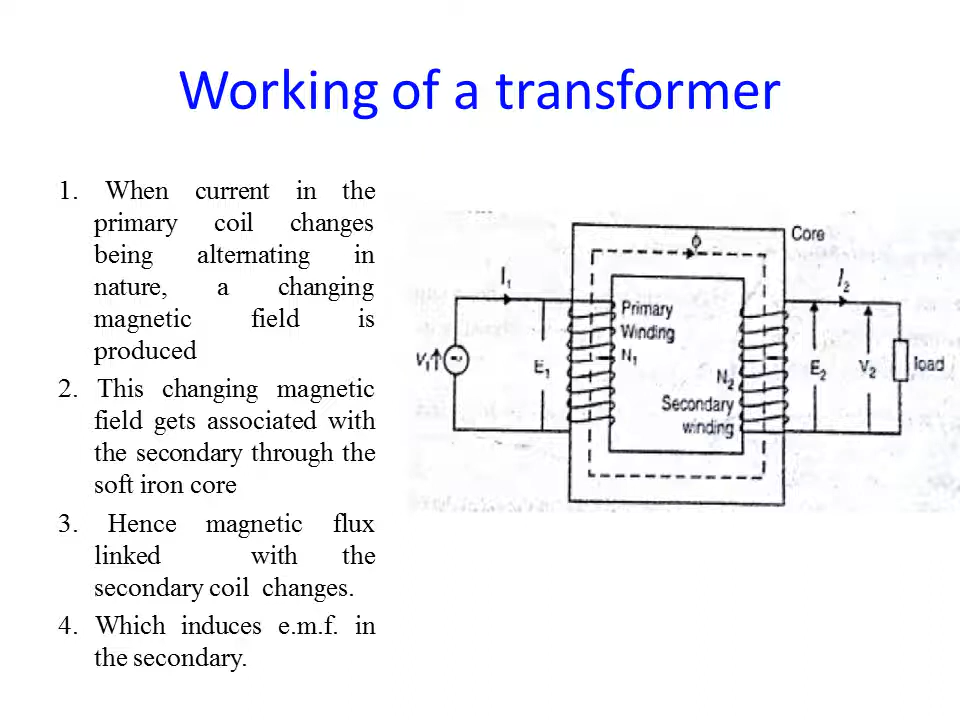 Working of a transformer
1. When current in the
primary coil changes
being alternating in
nature, a changing
magnetic field is
produced
2. This changing magnetic
field gets associated with
the secondary through the
soft iron core
3. Hence magnetic flux
linked with the
secondary coil changes.
4. Which induces e.m.f. in
the secondary.
ϕ
Core
I₁
I₂
Primary
Winding
N₁
V₁
E₁
N₂
E₂
V₂
load
Secondary
winding